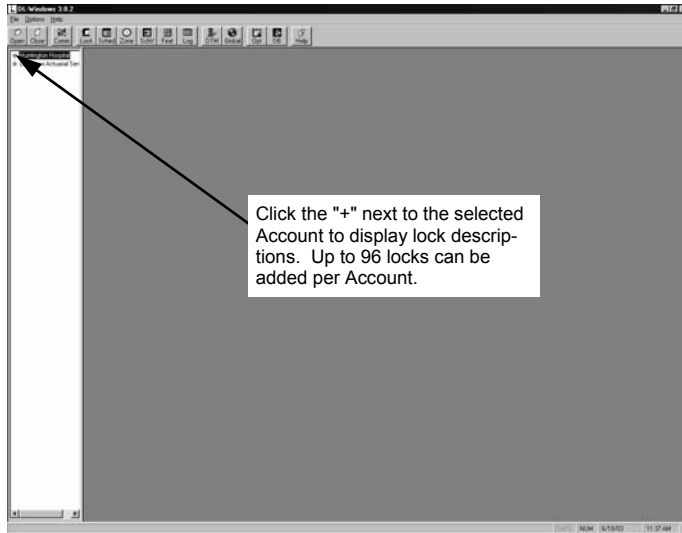 DL-Windows 3.0.2
File Options Help
Open Close Comm Lock Sched Zone SchV Feat Log DTM Global Opt DB Help
Huntington Hospital
Actuarial Ser
Click the "+" next to the selected
Account to display lock descrip-
tions. Up to 96 locks can be
added per Account.
NUM 6/19/03 11:37 AM